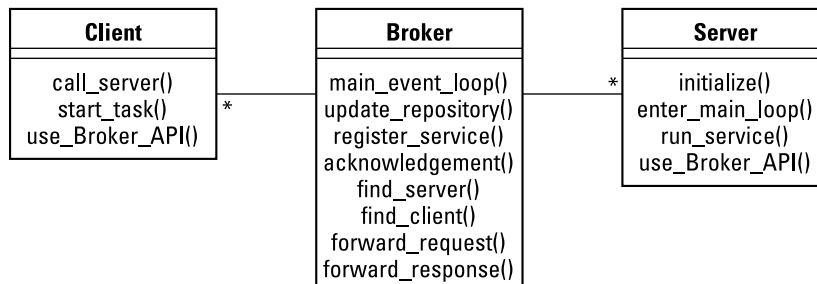 Client
call_server()
start_task()
use_Broker_API()
*
Broker
main_event_loop()
update_repository()
register_service()
acknowledgement()
find_server()
find_client()
forward_request()
forward_response()
*
Server
initialize()
enter_main_loop()
run_service()
use_Broker_API()